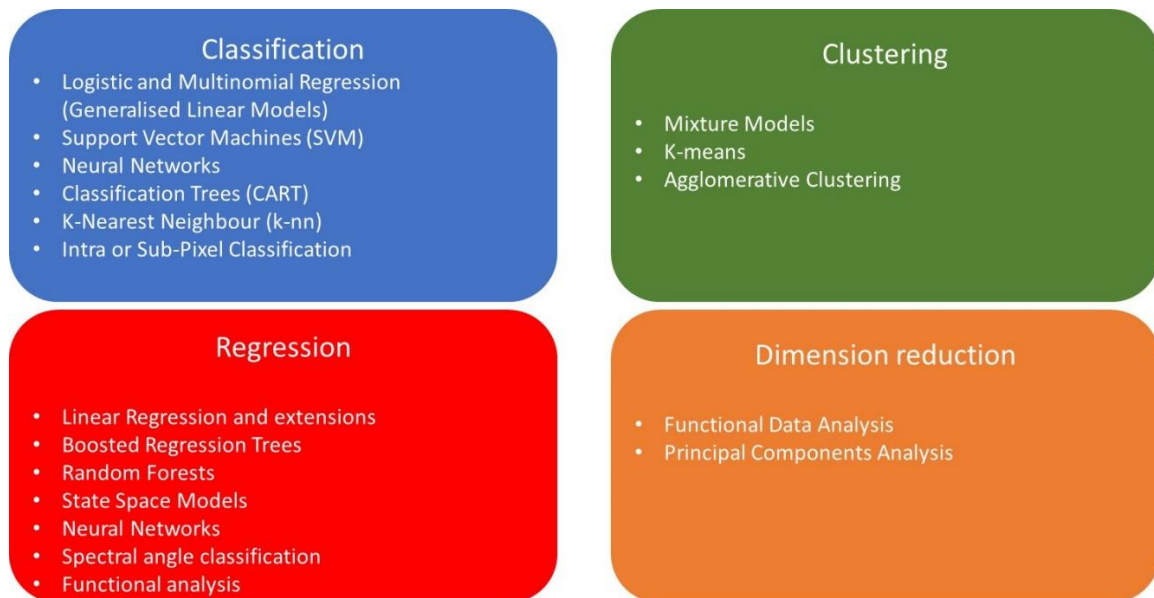 Classification
• Logistic and Multinomial Regression
(Generalised Linear Models)
• Support Vector Machines (SVM)
• Neural Networks
• Classification Trees (CART)
• K-Nearest Neighbour (k-nn)
• Intra or Sub-Pixel Classification
Clustering
• Mixture Models
• K-means
• Agglomerative Clustering
Regression
• Linear Regression and extensions
• Boosted Regression Trees
• Random Forests
• State Space Models
• Neural Networks
• Spectral angle classification
• Functional analysis
Dimension reduction
• Functional Data Analysis
• Principal Components Analysis